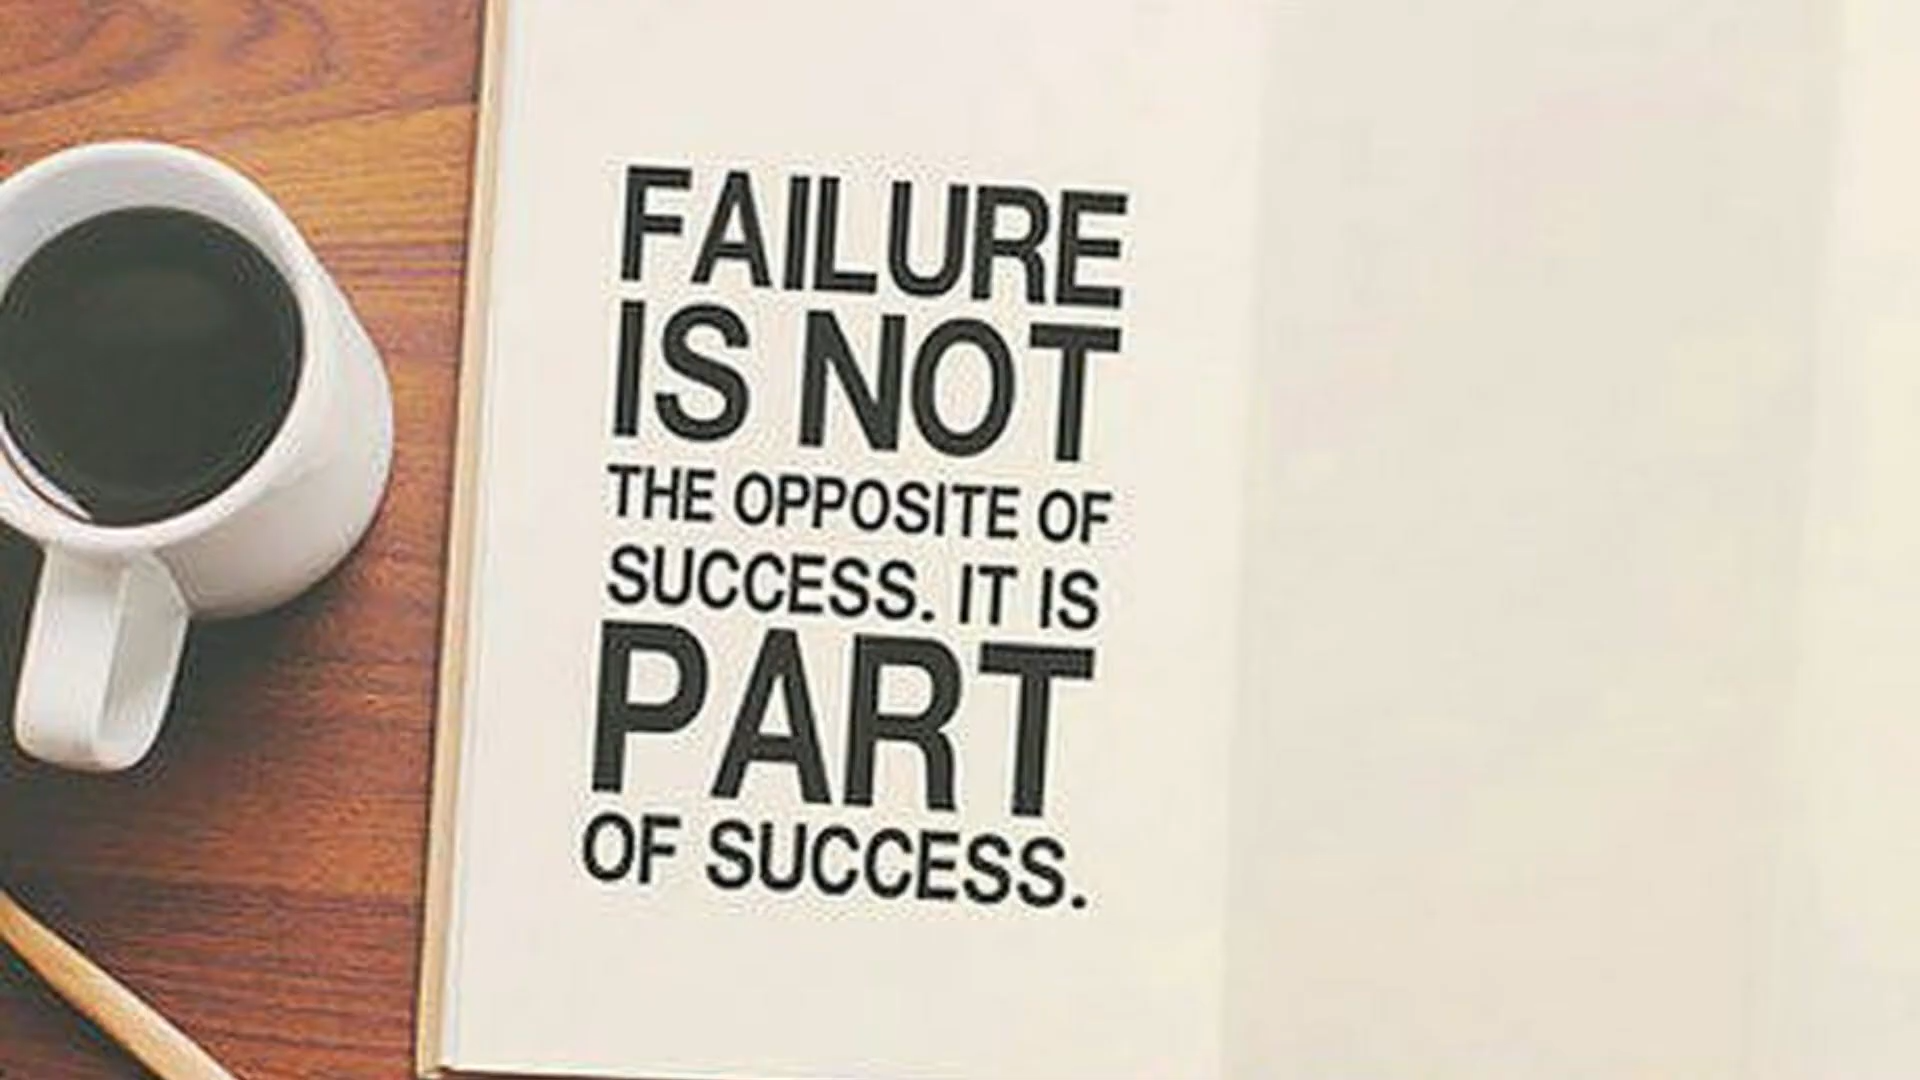 FAILURE
IS NOT
THE OPPOSITE OF
SUCCESS. IT IS
PART
OF SUCCESS.